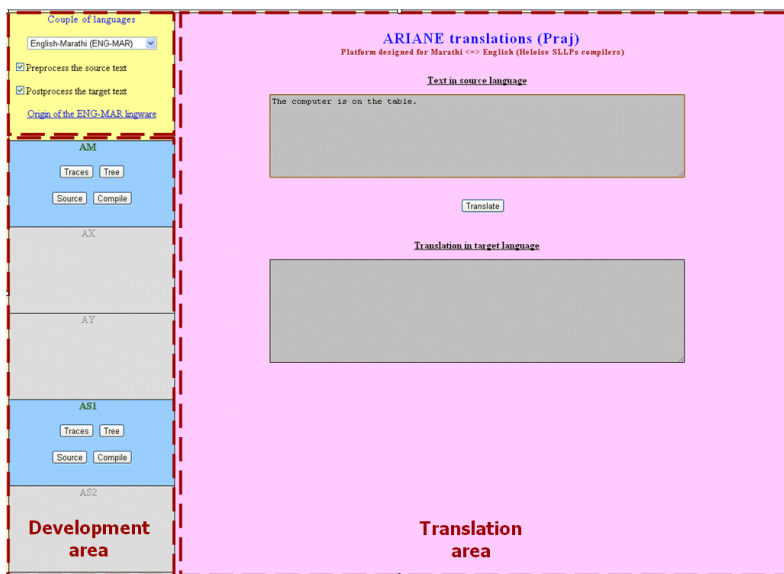 Couple of languages
English-Marathi (ENG-MAR)
Preprocess the source text
Postprocess the target text
Origin of the ENG-MAR lingware
AM
Traces Tree
Source Compile
AX
AY
AS1
Traces Tree
Source Compile
AS2
Development
area
ARIANE translations (Praj)
Platform designed for Marathi <=> English (Heloise SLLPs compilers)
Text in source language
The computer is on the table.
Translate
Translation in target language
Translation
area